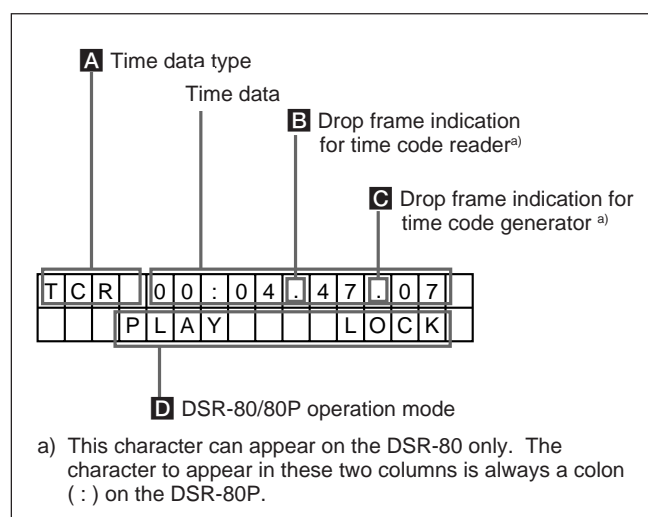 A Time data type
Time data
B Drop frame indication
for time code reader a)
C Drop frame indication for
time code generator a)
TCR 00:04.47.07
PLAY LOCK
D DSR-80/80P operation mode
a) This character can appear on the DSR-80 only. The
character to appear in these two columns is always a colon
( : ) on the DSR-80P.